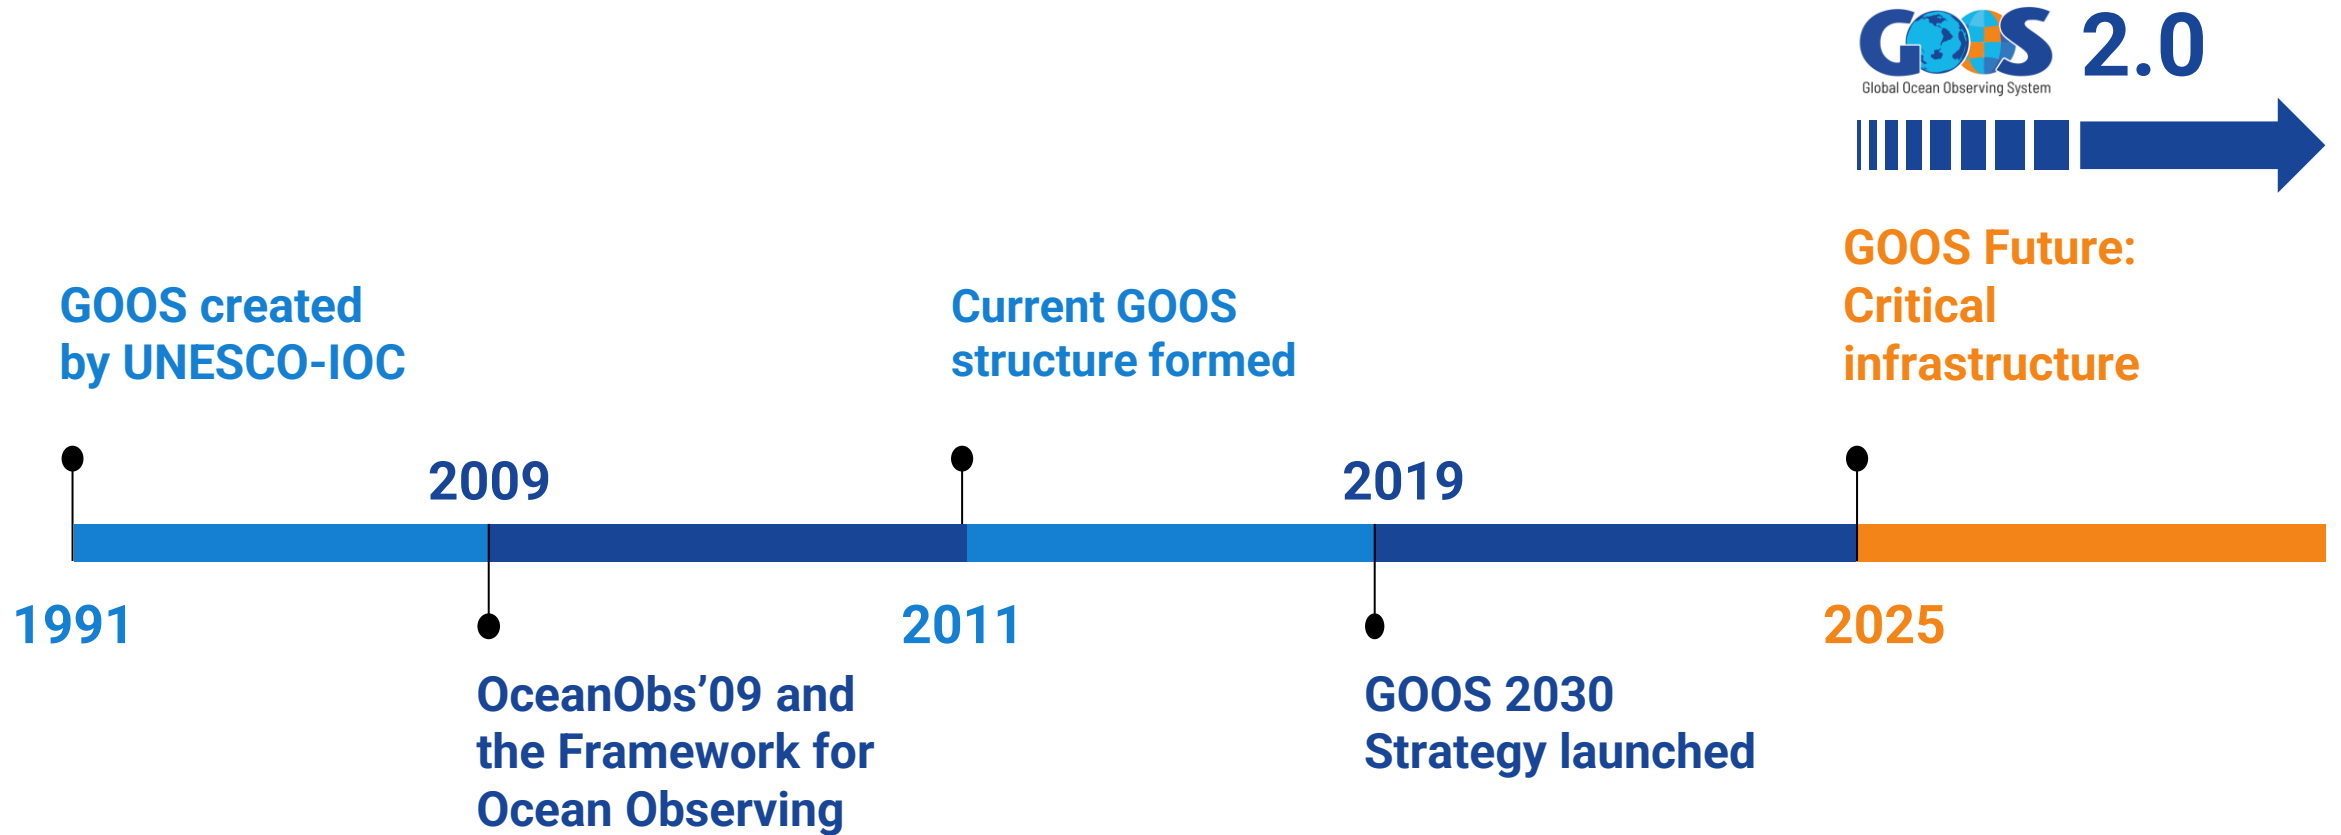 GOOS 2.0
Global Ocean Observing System
GOOS Future:
Critical
infrastructure
GOOS created
by UNESCO-IOC
Current GOOS
structure formed
2009
2019
1991
2011
2025
OceanObs’09 and
the Framework for
Ocean Observing
GOOS 2030
Strategy launched